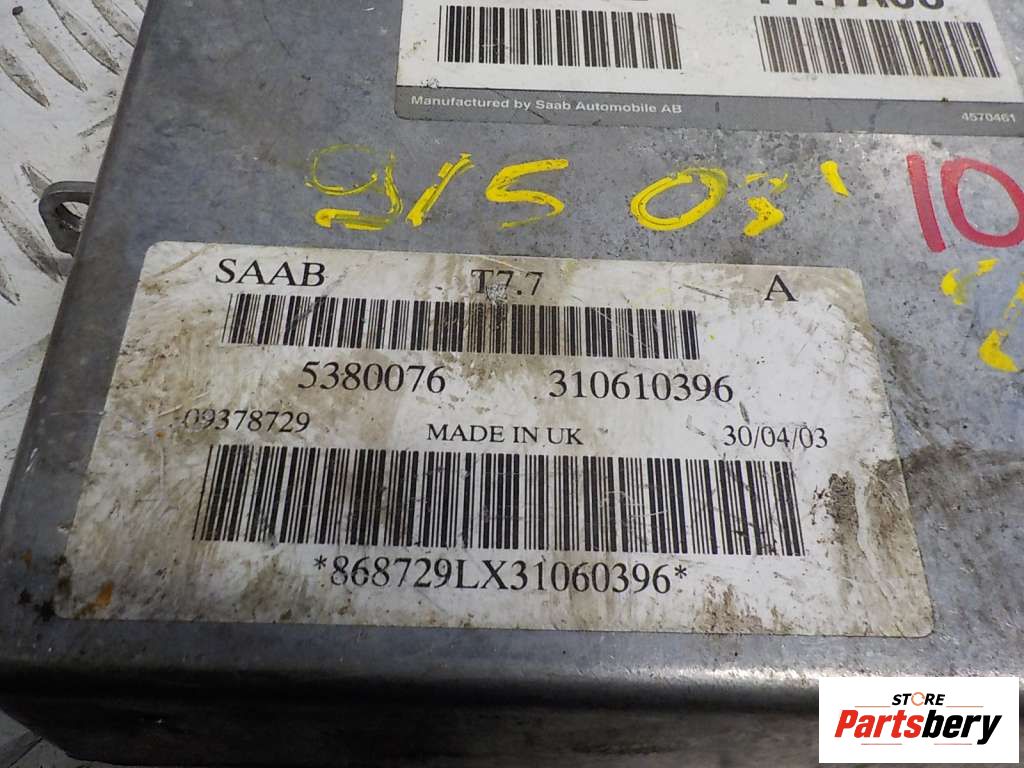 Manufactured by Saab Automobile AB 4570461
9I5 03' 10
SAAB T7.7 A
5380076 310610396
09378729 MADE IN UK 30/04/03
*868729LX31060396*
STORE
Partsbery